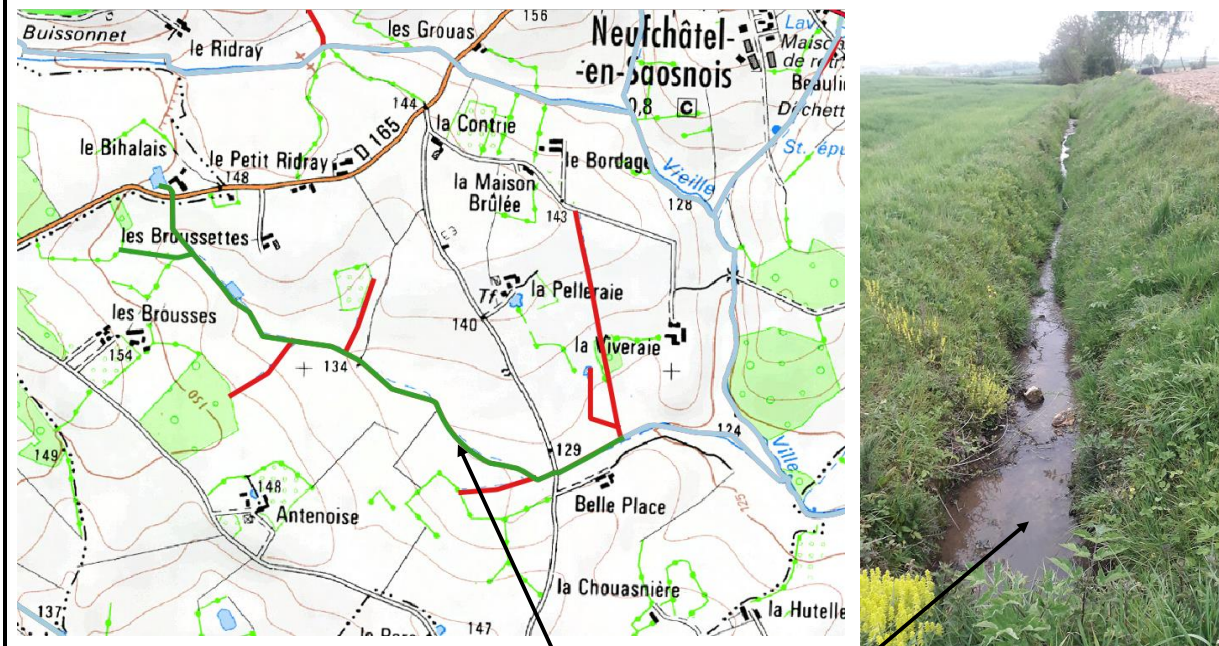 156
Buissonnet
le Ridray
les Grouas
Neufchâtel-
-en-Saosnois
0,8
C
Lav
Maiso
de retr.
Beauli
Déchett
St. épu
144
la Contrie
le Bihalais
le Petit Ridray
D 165
148
le Bordage
Vieille
la Maison
Brûlée
143
128
les Broussettes
Tf
la Pelleraie
les Brousses
154
140
la Viveraie
134
150
149
129
124
Ville
148
Antenoise
Belle Place
125
la Chouasnière
la Hutelle
137
147